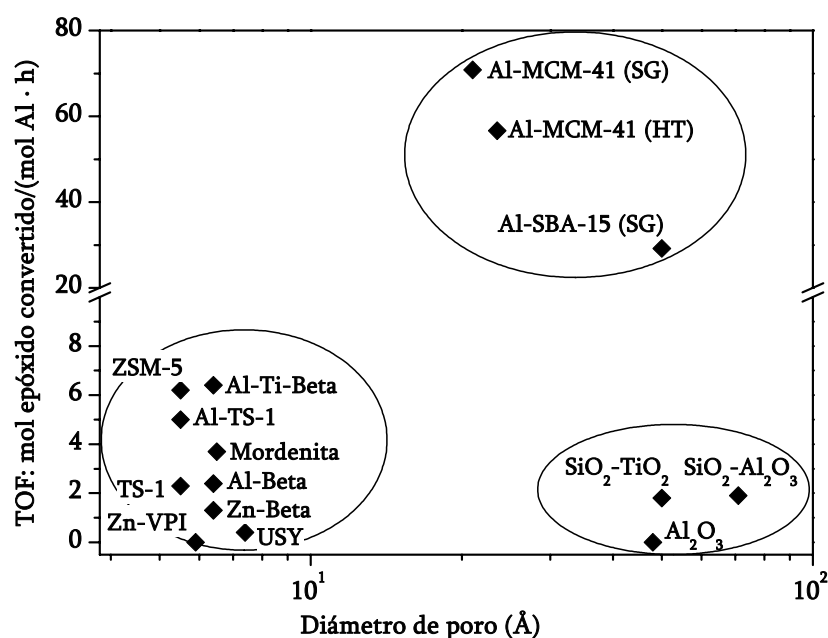 TOF: mol epóxido convertido/(mol Al · h)
80
60
40
20
8
6
4
2
0
Al-MCM-41 (SG)
Al-MCM-41 (HT)
Al-SBA-15 (SG)
ZSM-5
Al-Ti-Beta
Al-TS-1
Mordenita
TS-1
Al-Beta
Zn-Beta
Zn-VPI
USY
SiO₂-TiO₂
SiO₂-Al₂O₃
Al₂O₃
10¹
10²
Diámetro de poro (Å)